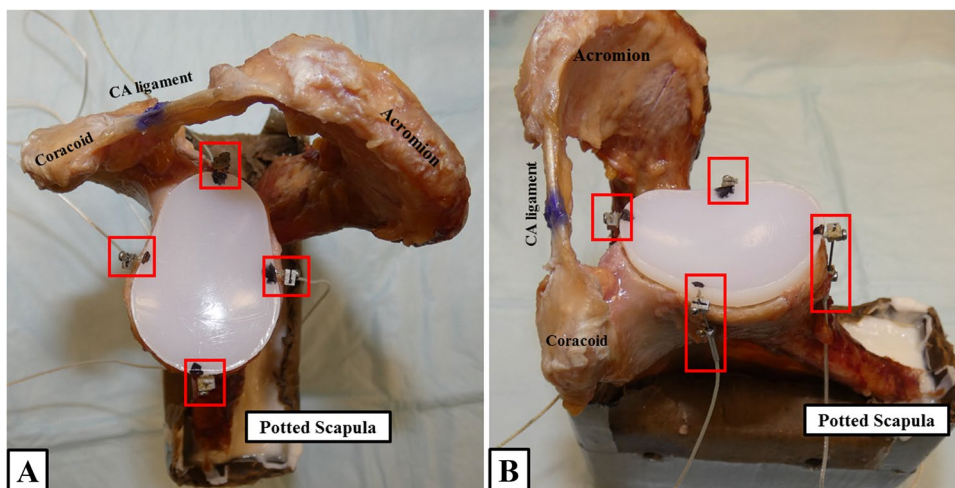 CA ligament
Coracoid
Acromion
Potted Scapula
A
Acromion
CA ligament
Coracoid
Potted Scapula
B